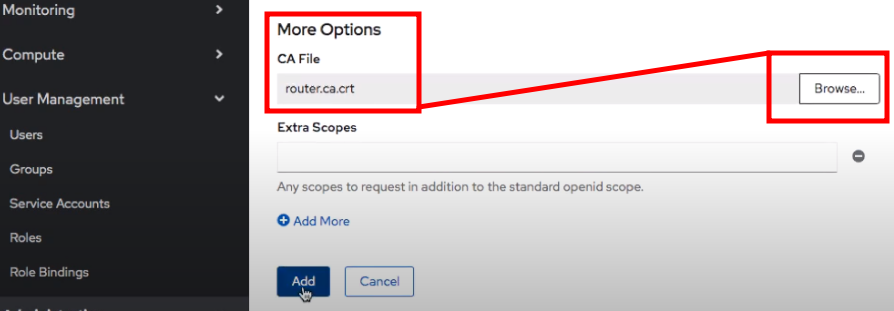 Monitoring
Compute
User Management
Users
Groups
Service Accounts
Roles
Role Bindings
More Options
CA File
router.ca.crt
Browse...
Extra Scopes
Any scopes to request in addition to the standard openid scope.
Add More
Add
Cancel